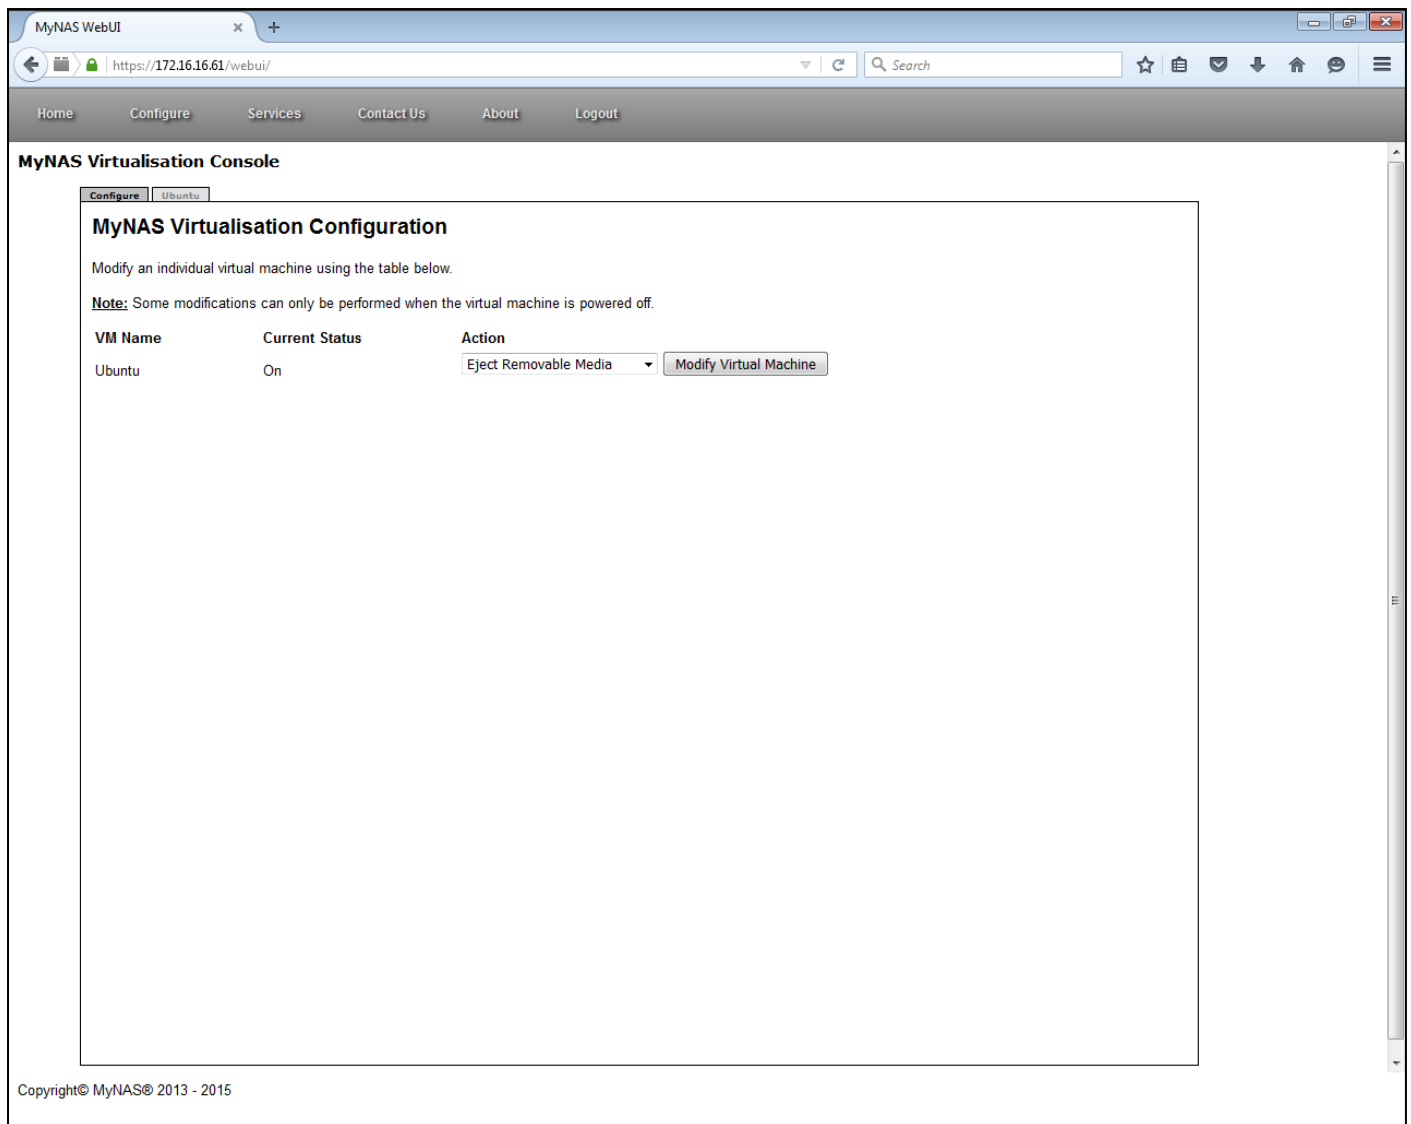 MyNAS WebUI
https://172.16.16.61/webui/
Search
Home Configure Services Contact Us About Logout
MyNAS Virtualisation Console
Configure Ubuntu
MyNAS Virtualisation Configuration
Modify an individual virtual machine using the table below.
Note: Some modifications can only be performed when the virtual machine is powered off.
VM Name Current Status Action
Ubuntu On Eject Removable Media Modify Virtual Machine
Copyright© MyNAS® 2013 - 2015